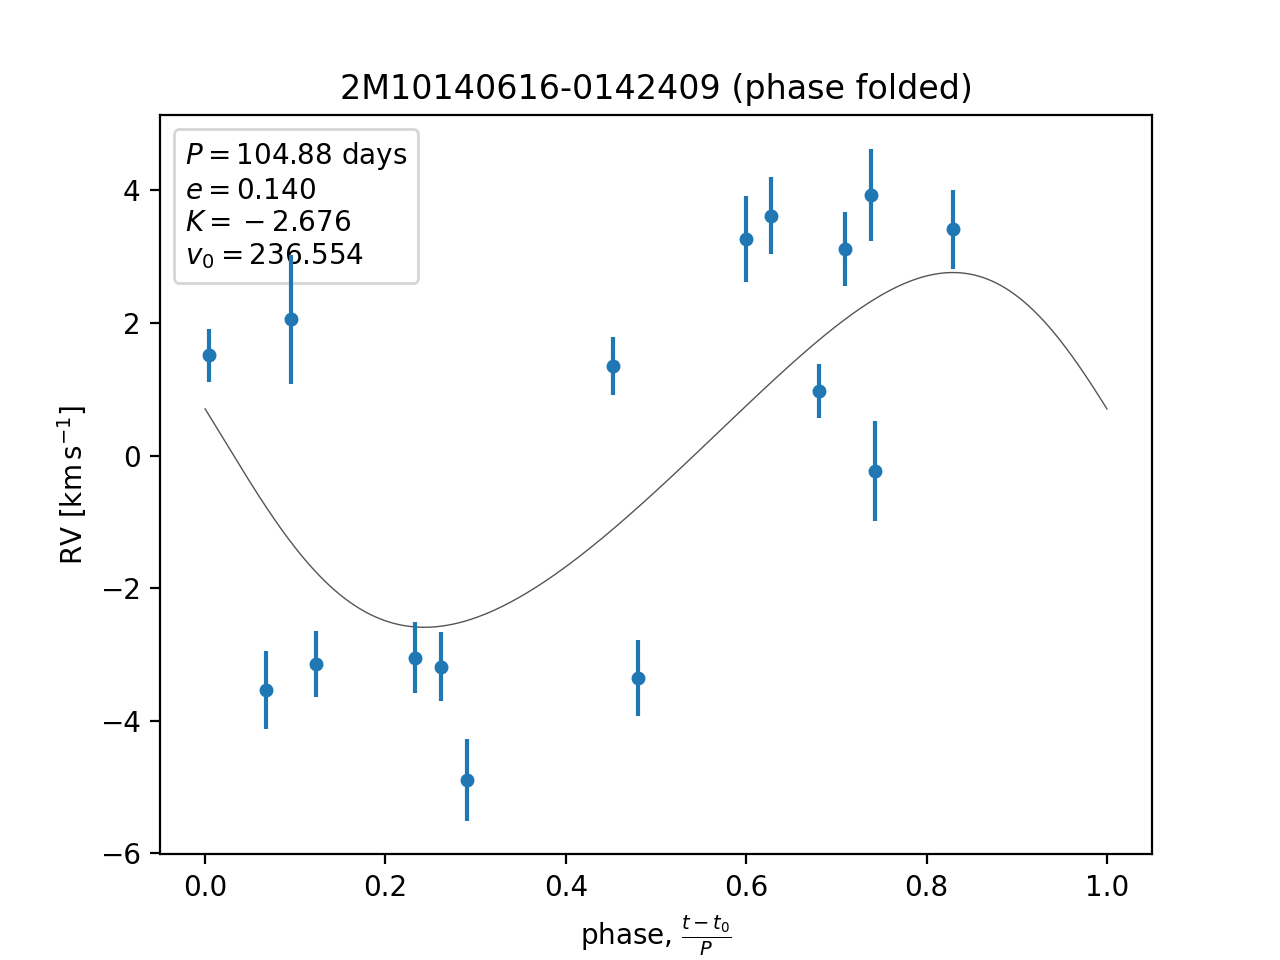 2M10140616-0142409 (phase folded)
P = 104.88 days
e = 0.140
K = −2.676
v₀ = 236.554
RV [km s⁻¹]
4
2
0
−2
−4
−6
0.0 0.2 0.4 0.6 0.8 1.0
phase, (t − t₀)/P